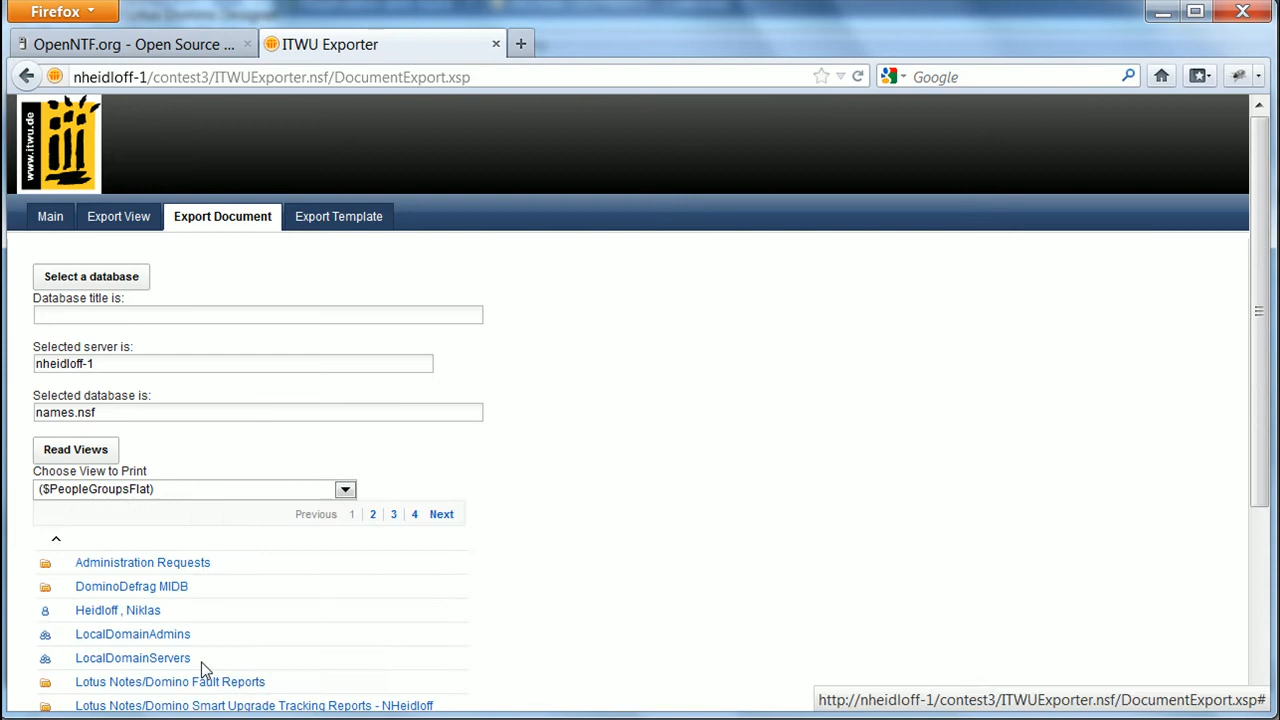 Firefox
Lotus Domino Designer
OpenNTF.org - Open Source ...
ITWU Exporter
nheidloff-1/contest3/ITWUExporter.nsf/DocumentExport.xsp
Google
www.itwu.de
Main
Export View
Export Document
Export Template
Select a database
Database title is:
Selected server is:
nheidloff-1
Selected database is:
names.nsf
Read Views
Choose View to Print
($PeopleGroupsFlat)
Previous 1 2 3 4 Next
Administration Requests
DominoDefrag MIDB
Heidloff , Niklas
LocalDomainAdmins
LocalDomainServers
Lotus Notes/Domino Fault Reports
Lotus Notes/Domino Smart Upgrade Tracking Reports - NHeidloff
http://nheidloff-1/contest3/ITWUExporter.nsf/DocumentExport.xsp#